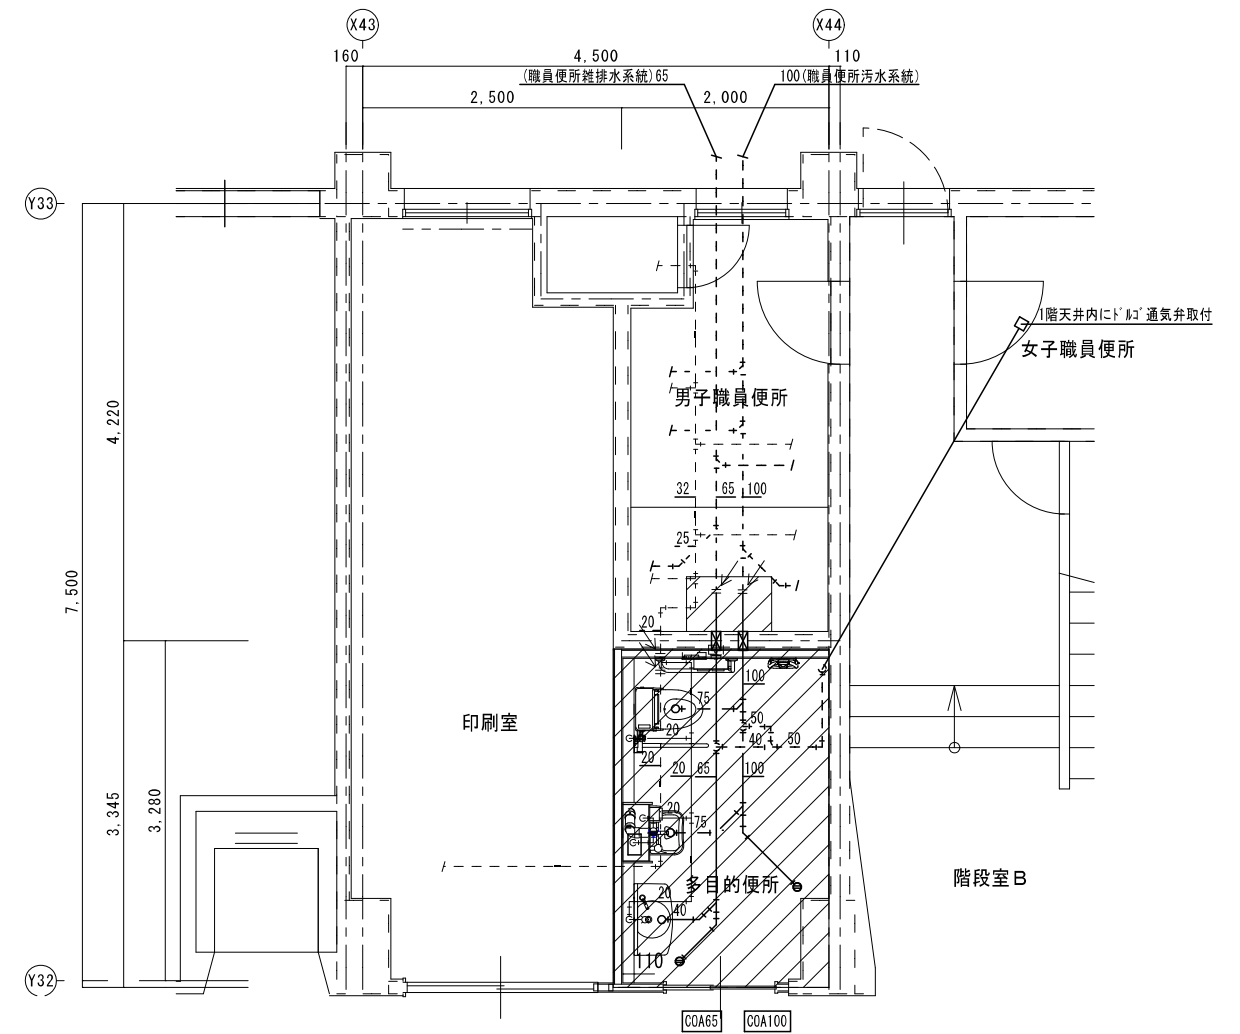 X43
X44
160
4,500
110
(職員便所雑排水系統)65
100(職員便所汚水系統)
2,500
2,000
Y33
1階天井内にﾄﾞﾙｺﾞ通気弁取付
女子職員便所
男子職員便所
4,220
32
65
100
25
7,500
20
100
75
印刷室
50
20
40
50
20
20
65
100
3,345
3,280
20
75
階段室B
多目的便所
20
40
110
Y32
COA65
COA100